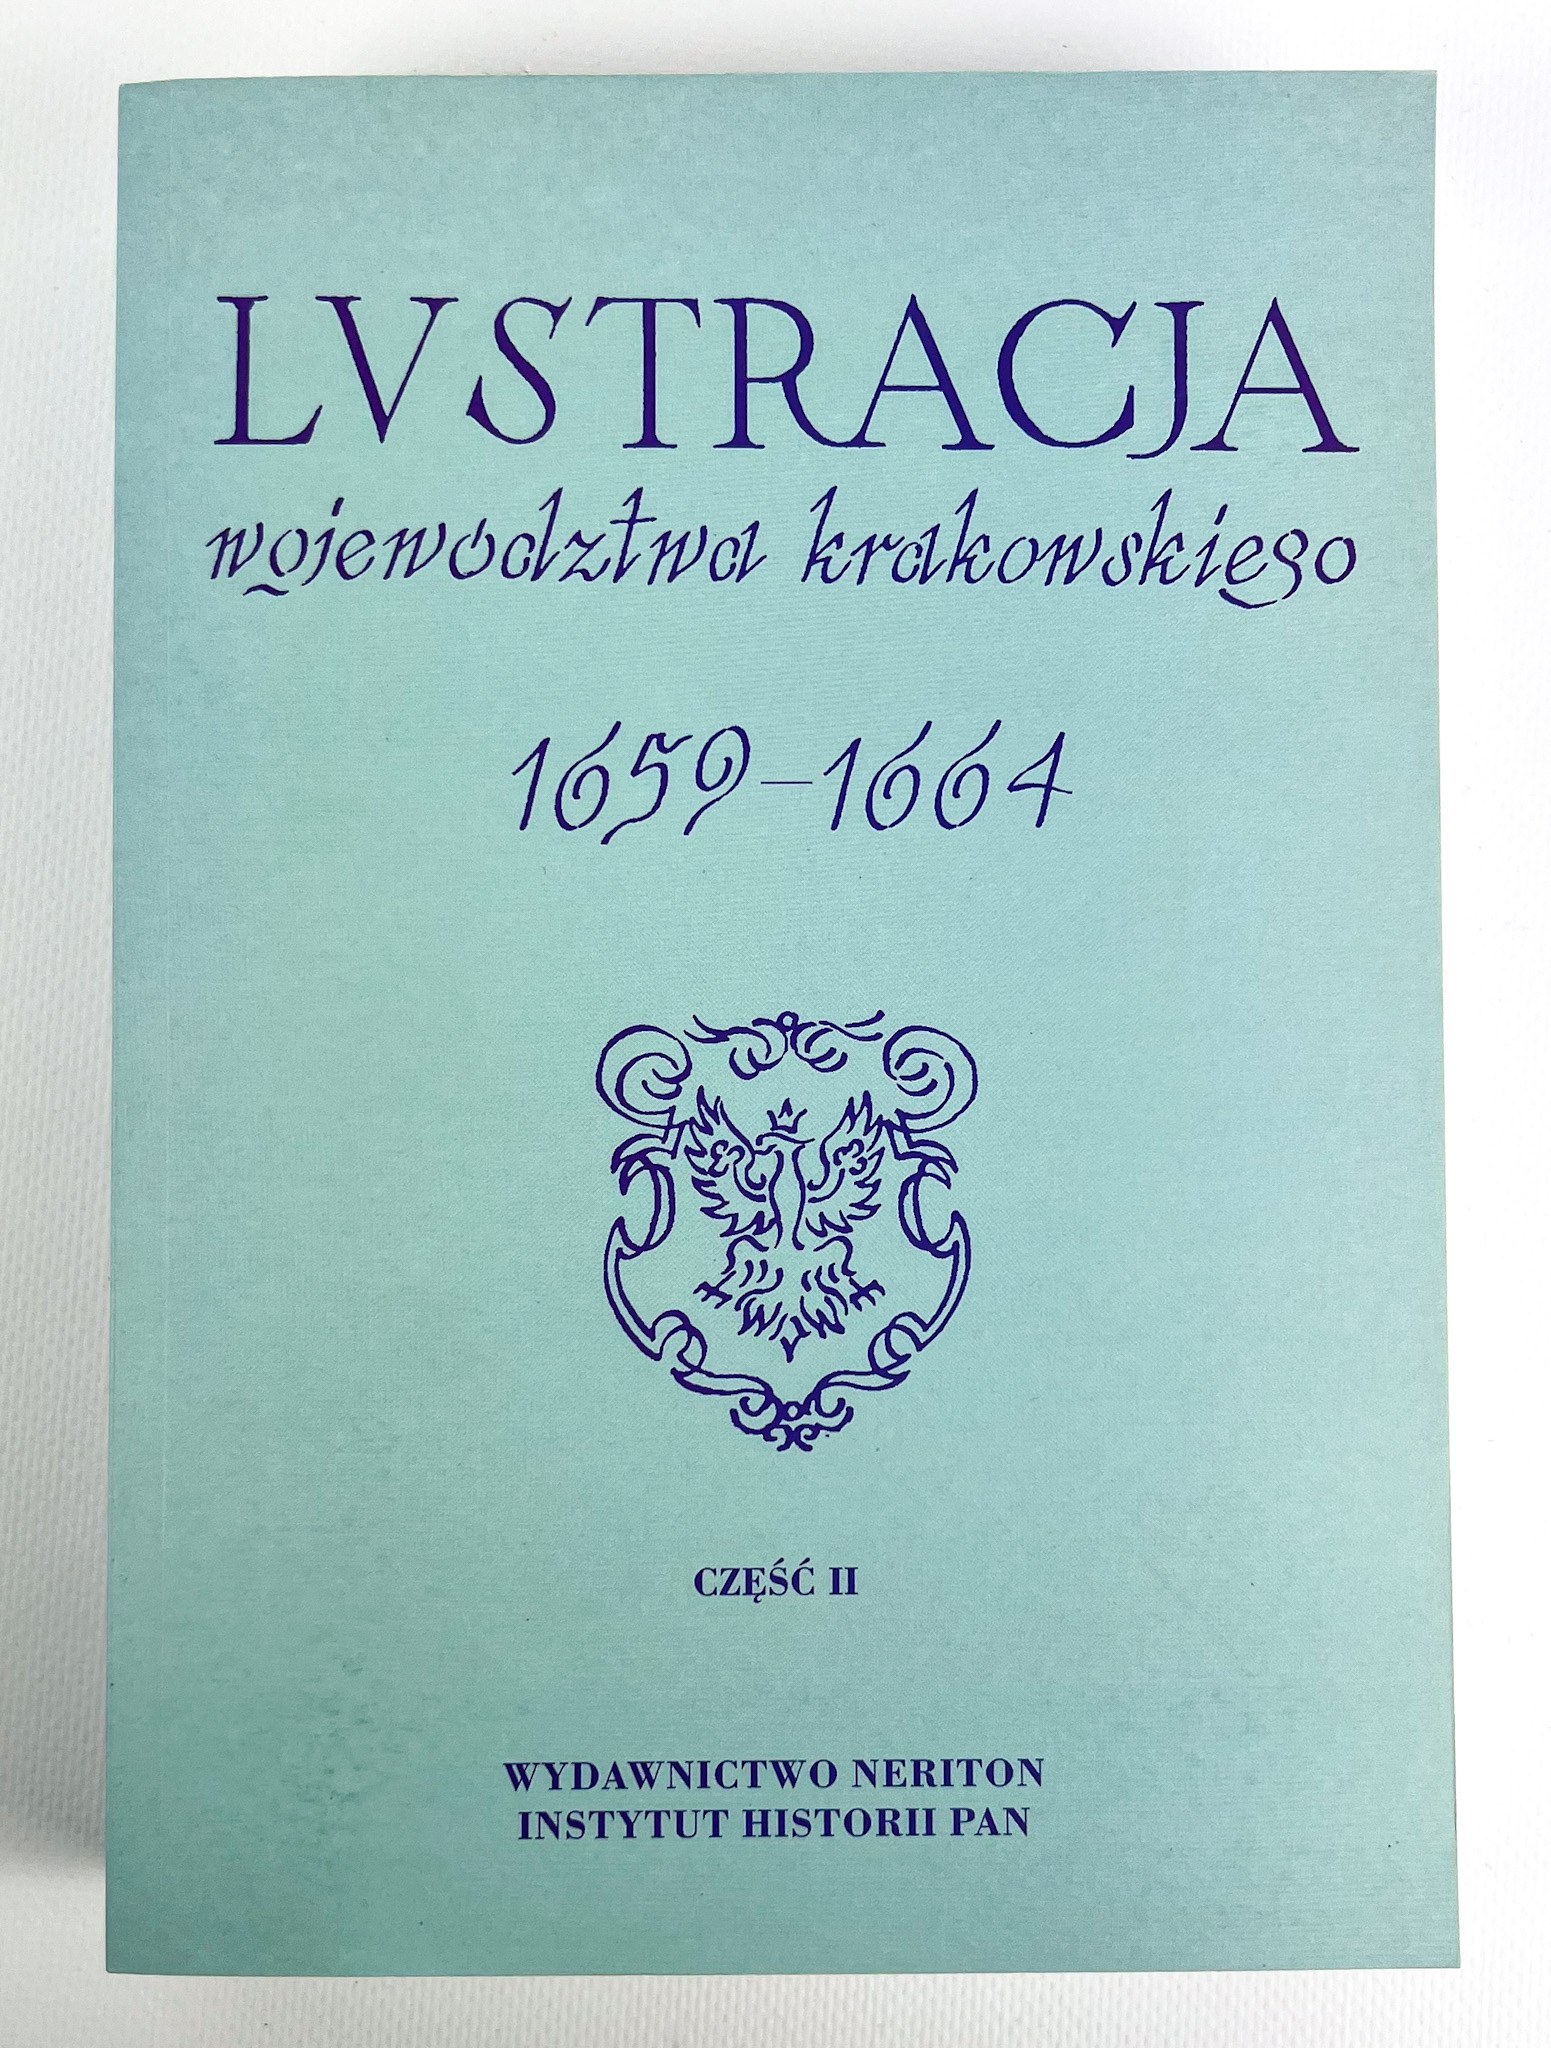 LVSTRACJA
województwa krakowskiego
1659–1664
CZĘŚĆ II
WYDAWNICTWO NERITON
INSTYTUT HISTORII PAN